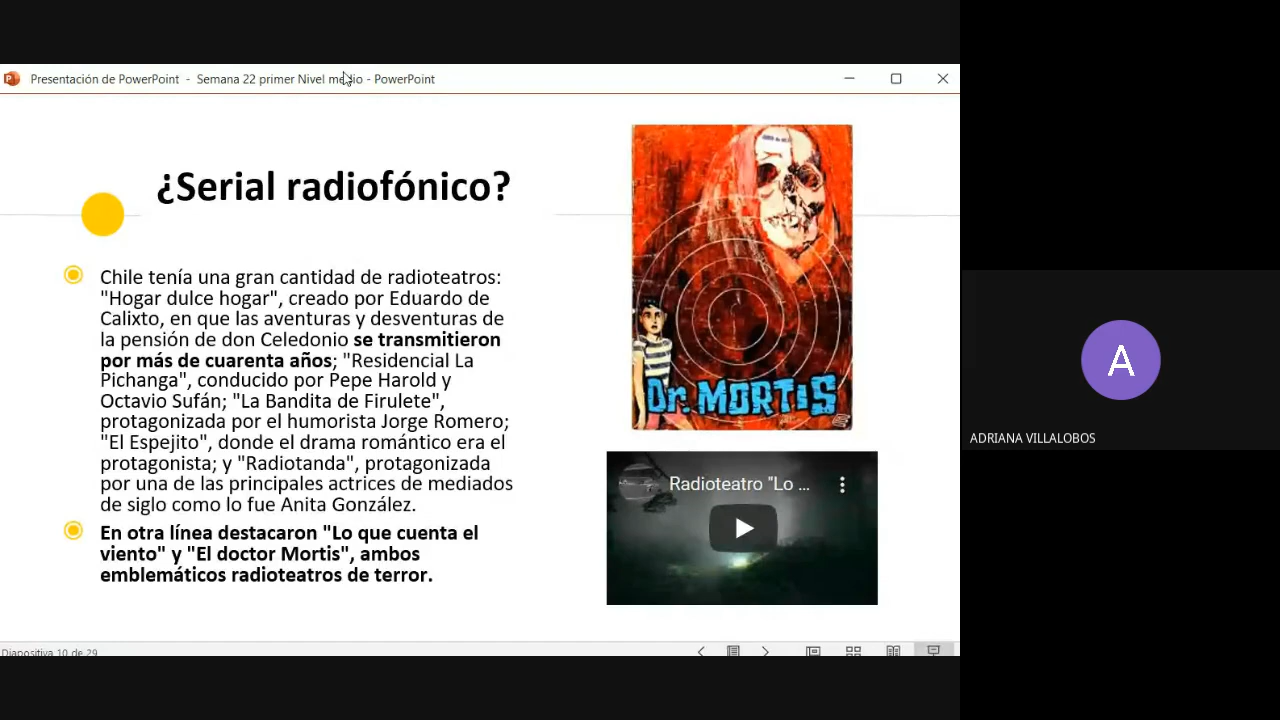 Presentación de PowerPoint - Semana 22 primer Nivel medio - PowerPoint
¿Serial radiofónico?
Chile tenía una gran cantidad de radioteatros:
"Hogar dulce hogar", creado por Eduardo de
Calixto, en que las aventuras y desventuras de
la pensión de don Celedonio se transmitieron
por más de cuarenta años; "Residencial La
Pichanga", conducido por Pepe Harold y
Octavio Sufán; "La Bandita de Firulete",
protagonizada por el humorista Jorge Romero;
"El Espejito", donde el drama romántico era el
protagonista; y "Radiotanda", protagonizada
por una de las principales actrices de mediados
de siglo como lo fue Anita González.
En otra línea destacaron "Lo que cuenta el
viento" y "El doctor Mortis", ambos
emblemáticos radioteatros de terror.
Dr. MORTIS
Radioteatro "Lo ...
A
ADRIANA VILLALOBOS
Diapositiva 10 de 29